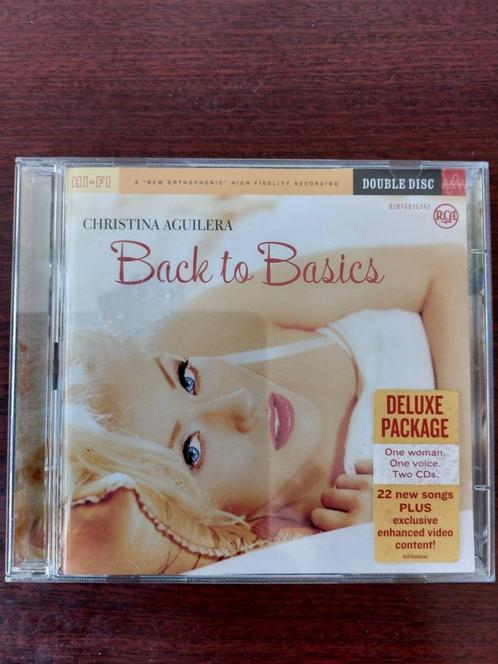 HI-FI
A "NEW ORTHOPHONIC" HIGH FIDELITY RECORDING
DOUBLE DISC
82876896342
RCA
CHRISTINA AGUILERA
Back to Basics
DELUXE
PACKAGE
One woman.
One voice.
Two CDs.
22 new songs
PLUS
exclusive
enhanced video
content!